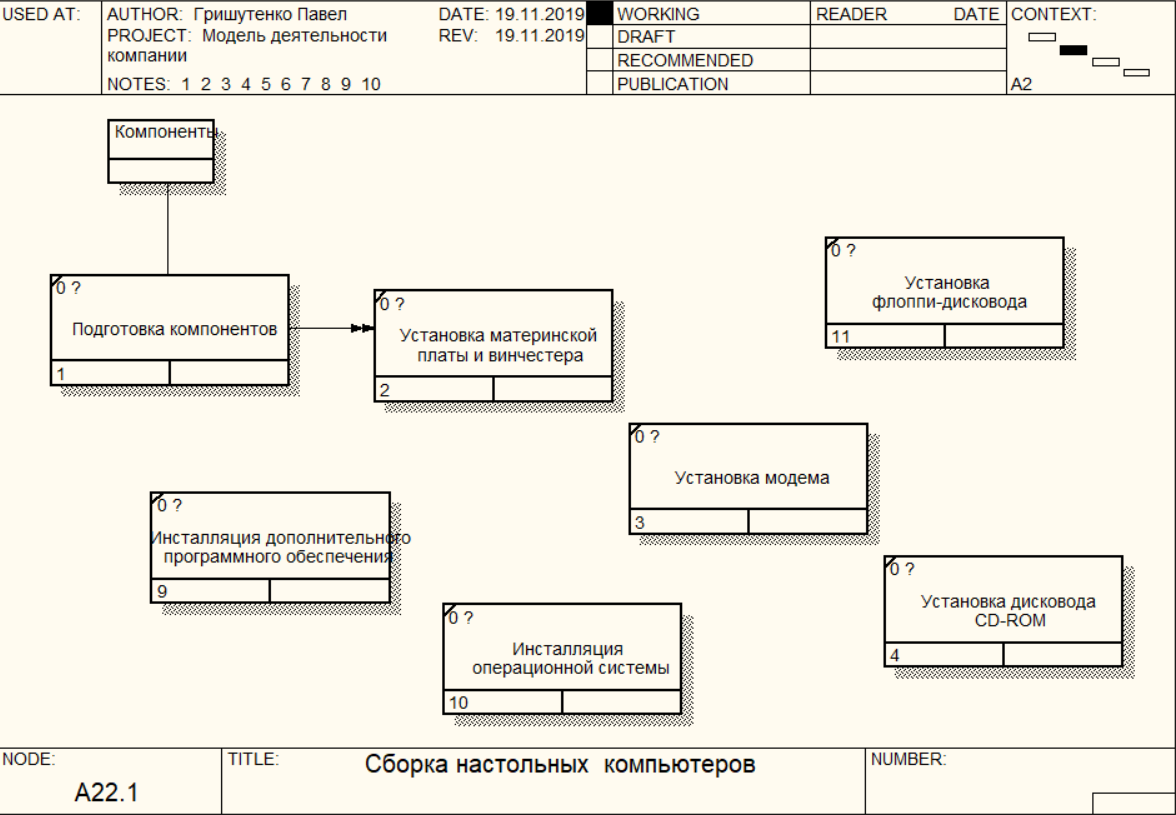 USED AT:
AUTHOR: Гришутенко Павел
DATE: 19.11.2019
PROJECT: Модель деятельности
компании
REV: 19.11.2019
NOTES: 1 2 3 4 5 6 7 8 9 10
WORKING
DRAFT
RECOMMENDED
PUBLICATION
READER
DATE
CONTEXT:
A2
Компоненты
0 ?
Подготовка компонентов
1
0 ?
Установка материнской
платы и винчестера
2
0 ?
Установка
флоппи-дисковода
11
0 ?
Установка модема
3
0 ?
Инсталляция дополнительного
программного обеспечения
9
0 ?
Установка дисковода
CD-ROM
4
0 ?
Инсталляция
операционной системы
10
NODE:
A22.1
TITLE:
Сборка настольных компьютеров
NUMBER: